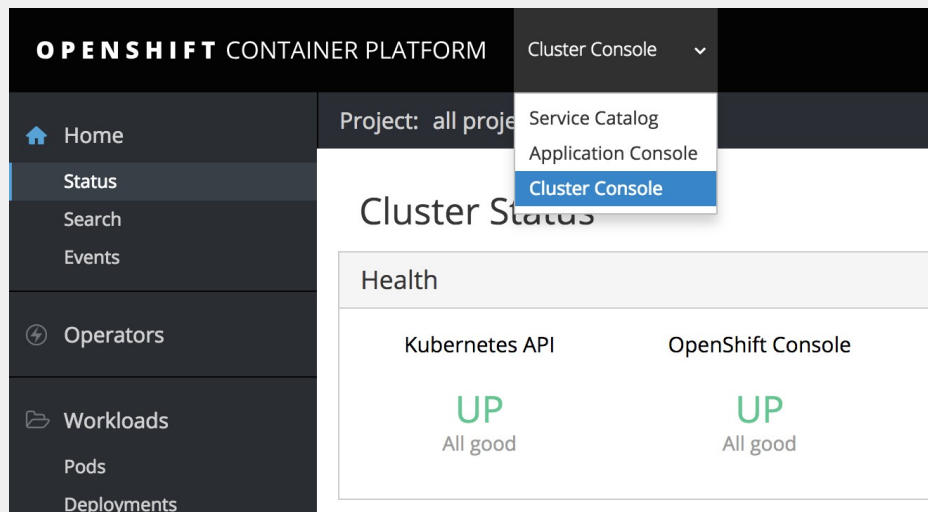 OPENSHIFT CONTAINER PLATFORM
Cluster Console
Service Catalog
Application Console
Cluster Console
Home
Status
Search
Events
Operators
Workloads
Pods
Deployments
Project: all proje
Cluster Status
Health
Kubernetes API
UP
All good
OpenShift Console
UP
All good